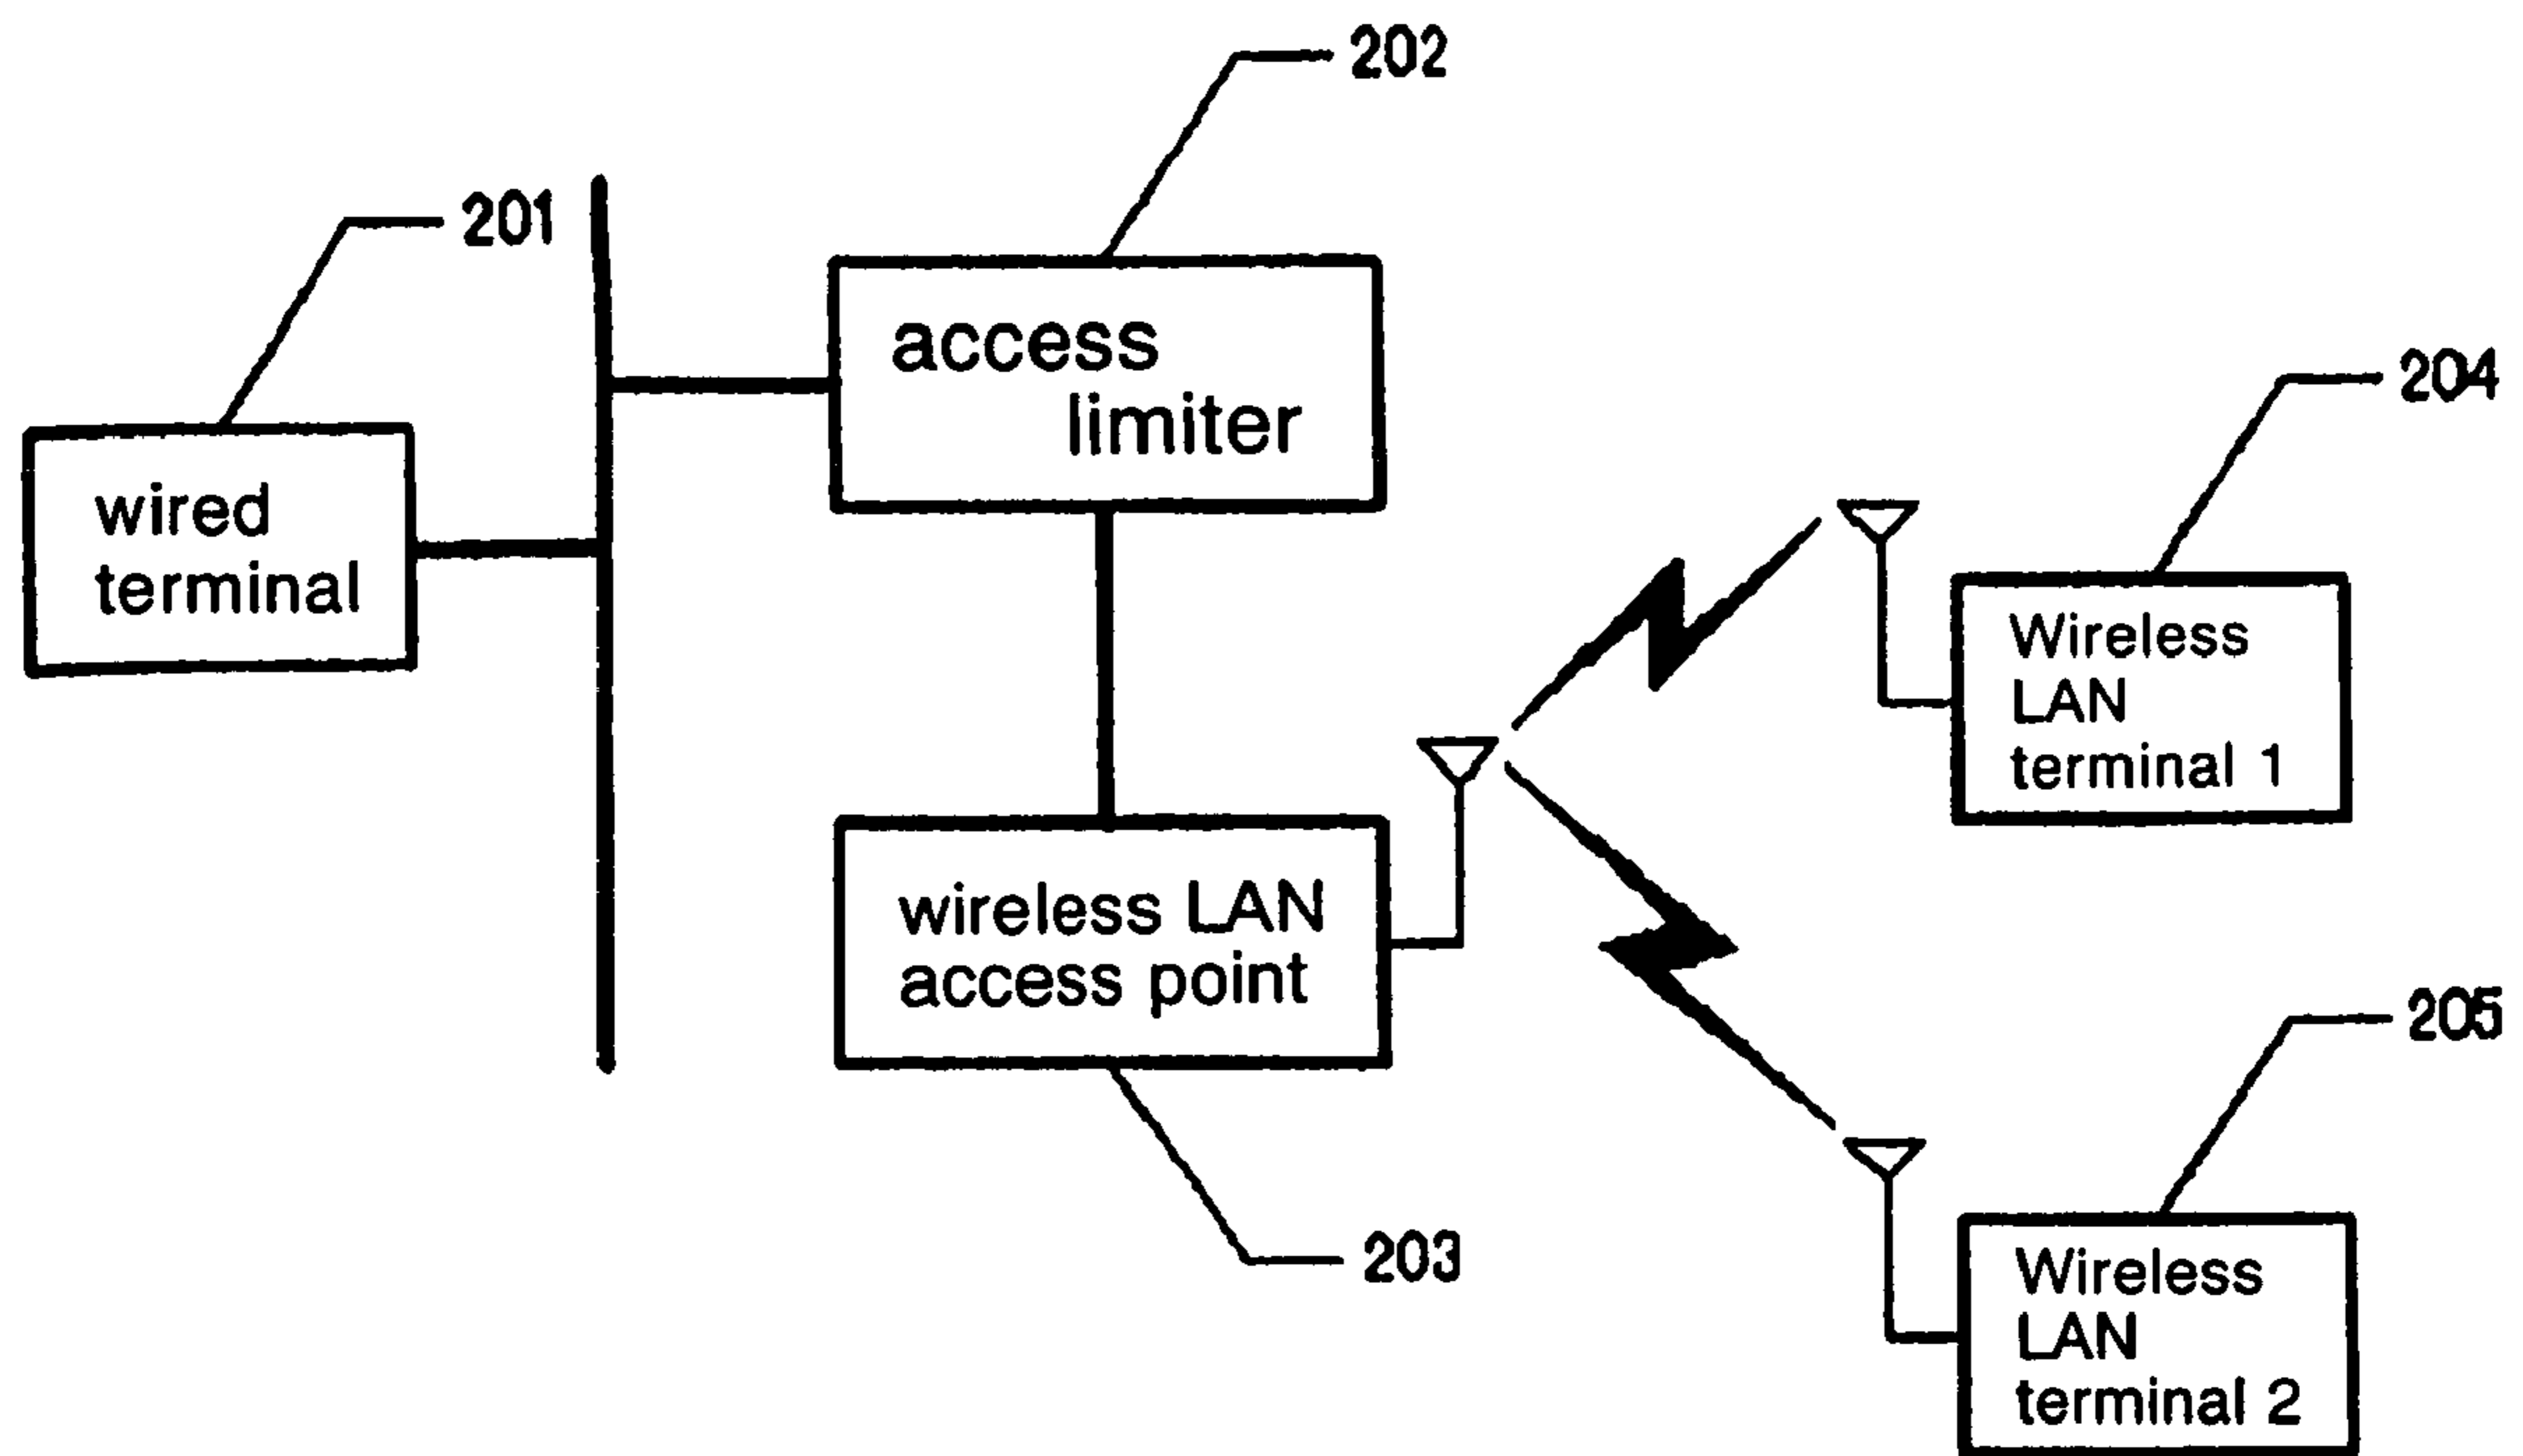 202
201
access
limiter
204
wired
terminal
Wireless
LAN
terminal 1
wireless LAN
access point
205
203
Wireless
LAN
terminal 2